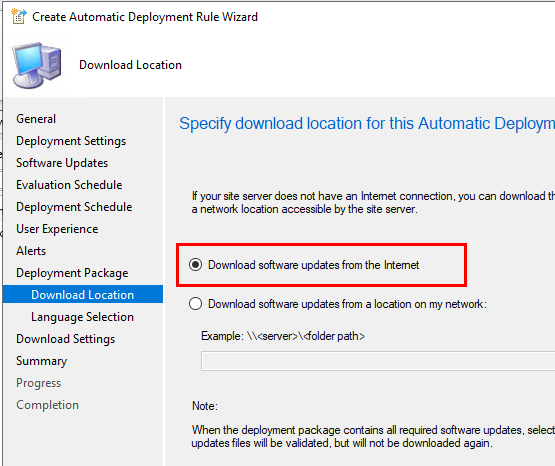 Create Automatic Deployment Rule Wizard
Download Location
General
Deployment Settings
Software Updates
Evaluation Schedule
Deployment Schedule
User Experience
Alerts
Deployment Package
Download Location
Language Selection
Download Settings
Summary
Progress
Completion
Specify download location for this Automatic Deploym
If your site server does not have an Internet connection, you can download th
a network location accessible by the site server.
Download software updates from the Internet
Download software updates from a location on my network:
Example: \\<server>\<folder path>
Note:
When the deployment package contains all required software updates, select
updates files will be validated, but will not be downloaded again.